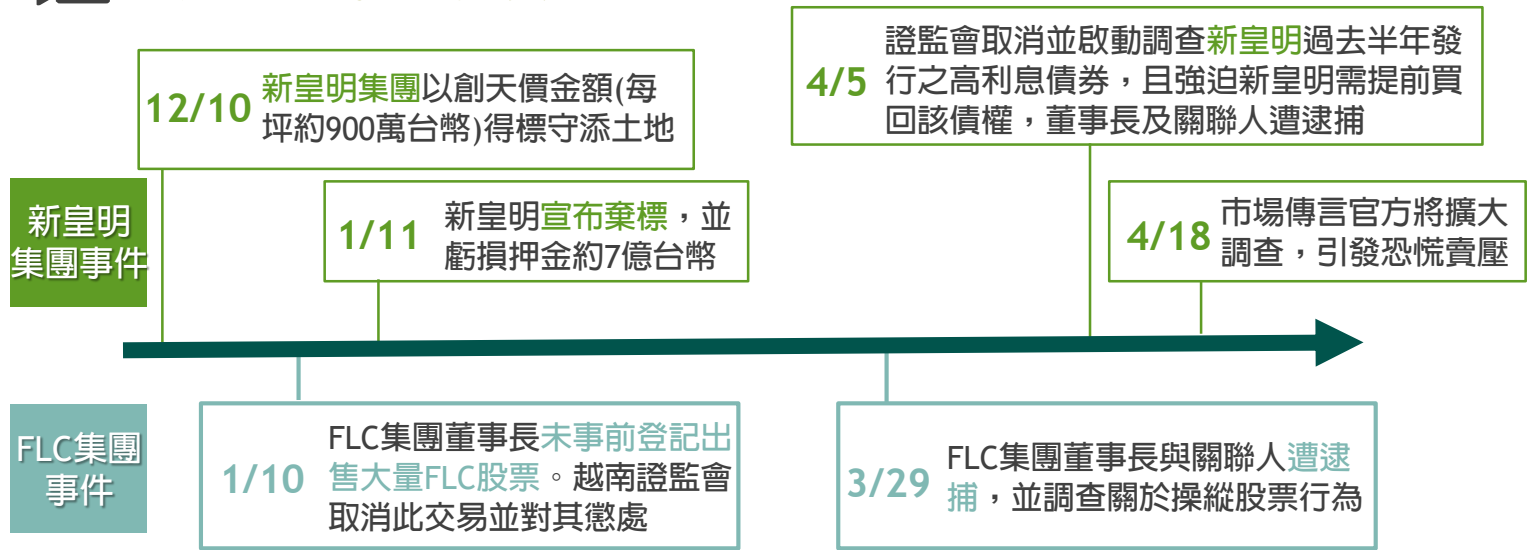 12/10
新皇明集團以創天價金額(每
坪約900萬台幣)得標守添土地
4/5
證監會取消並啟動調查新皇明過去半年發
行之高利息債券，且強迫新皇明需提前買
回該債權，董事長及關聯人遭逮捕
新皇明
集團事件
1/11
新皇明宣布棄標，並
虧損押金約7億台幣
4/18
市場傳言官方將擴大
調查，引發恐慌賣壓
FLC集團
事件
1/10
FLC集團董事長未事前登記出
售大量FLC股票。越南證監會
取消此交易並對其懲處
3/29
FLC集團董事長與關聯人遭逮
捕，並調查關於操縱股票行為